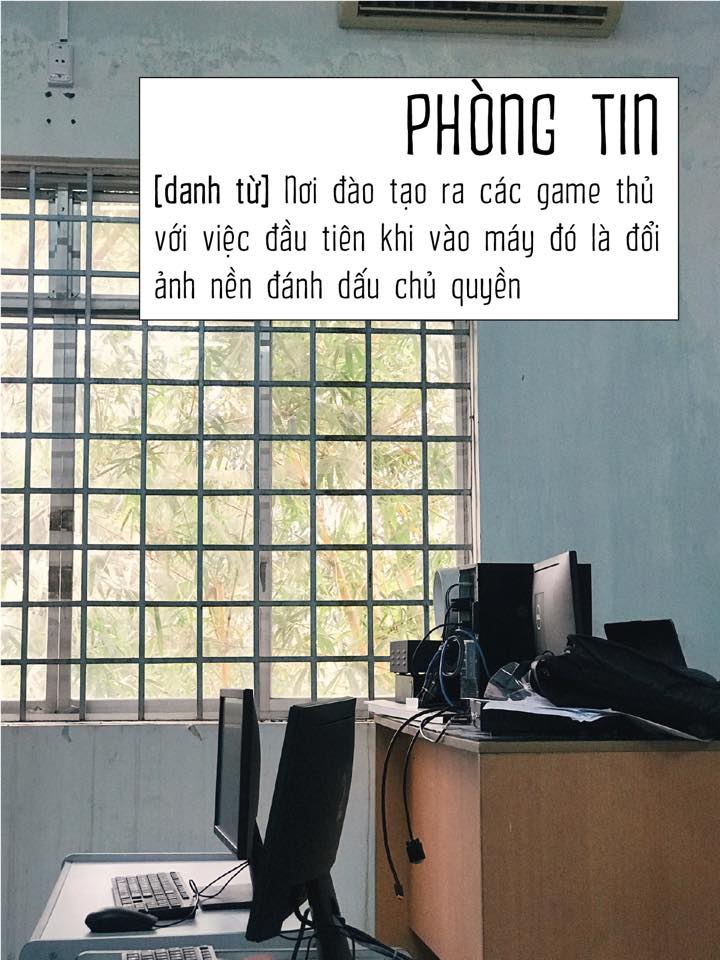 PHÒNG TIN
[danh từ] Nơi đào tạo ra các game thủ
với việc đầu tiên khi vào máy đó là đổi
ảnh nền đánh dấu chủ quyền